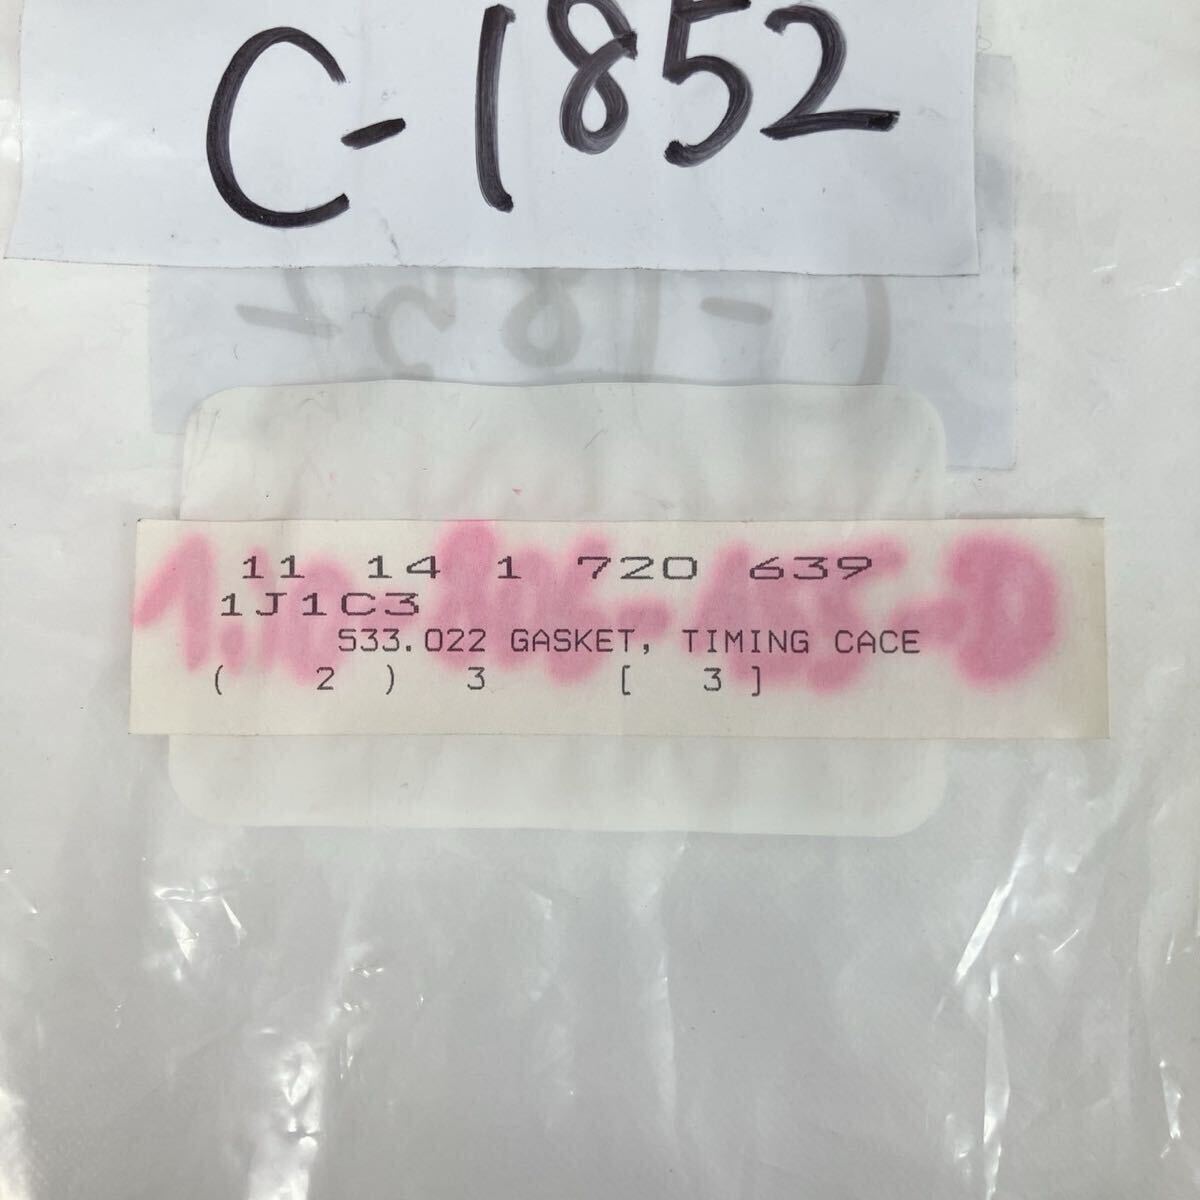 C-1852
11 14 1 720 639
1J1C3
533.022 GASKET, TIMING CACE
( 2 ) 3 [ 3 ]